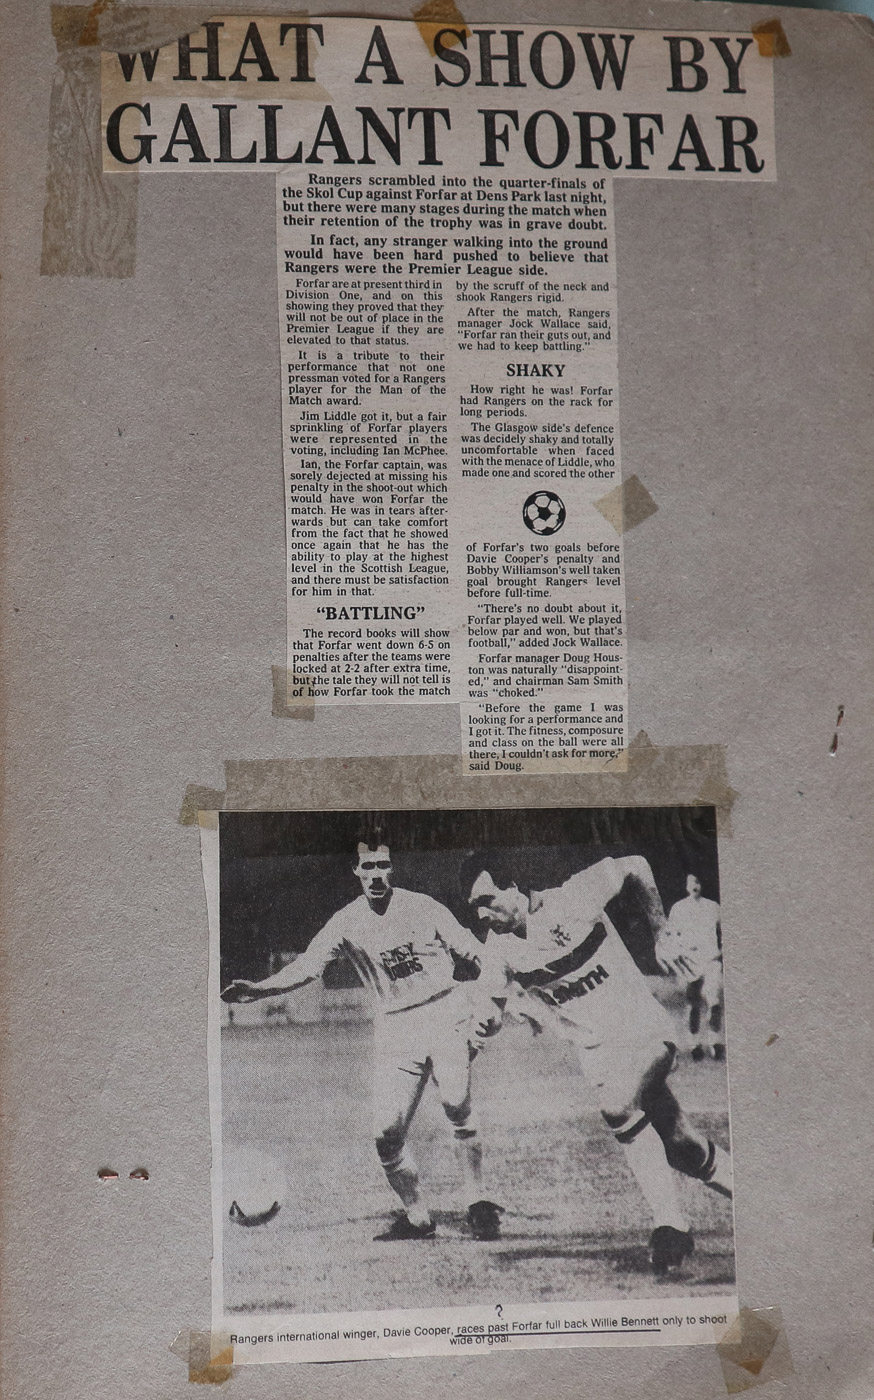 WHAT A SHOW BY
GALLANT FORFAR
Rangers scrambled into the quarter-finals of
the Skol Cup against Forfar at Dens Park last night,
but there were many stages during the match when
their retention of the trophy was in grave doubt.
In fact, any stranger walking into the ground
would have been hard pushed to believe that
Rangers were the Premier League side.
Forfar are at present third in
Division One, and on this
showing they proved that they
will not be out of place in the
Premier League if they are
elevated to that status.
It is a tribute to their
performance that not one
pressman voted for a Rangers
player for the Man of the
Match award.
Jim Liddle got it, but a fair
sprinkling of Forfar players
were represented in the
voting, including Ian McPhee.
Ian, the Forfar captain, was
sorely dejected at missing his
penalty in the shoot-out which
would have won Forfar the
match. He was in tears after-
wards but can take comfort
from the fact that he showed
once again that he has the
ability to play at the highest
level in the Scottish League,
and there must be satisfaction
for him in that.
“BATTLING”
The record books will show
that Forfar went down 6-5 on
penalties after the teams were
locked at 2-2 after extra time,
but the tale they will not tell is
of how Forfar took the match
by the scruff of the neck and
shook Rangers rigid.
After the match, Rangers
manager Jock Wallace said,
“Forfar ran their guts out, and
we had to keep battling.”
SHAKY
How right he was! Forfar
had Rangers on the rack for
long periods.
The Glasgow side's defence
was decidely shaky and totally
uncomfortable when faced
with the menace of Liddle, who
made one and scored the other
of Forfar's two goals before
Davie Cooper's penalty and
Bobby Williamson's well taken
goal brought Rangers level
before full-time.
“There's no doubt about it,
Forfar played well. We played
below par and won, but that's
football,” added Jock Wallace.
Forfar manager Doug Hous-
ton was naturally “disappoint-
ed,” and chairman Sam Smith
was “choked.”
“Before the game I was
looking for a performance and
I got it. The fitness, composure
and class on the ball were all
there, I couldn't ask for more,”
said Doug.
SMITH
?
Rangers international winger, Davie Cooper, races past Forfar full back Willie Bennett only to shoot
wide of goal.